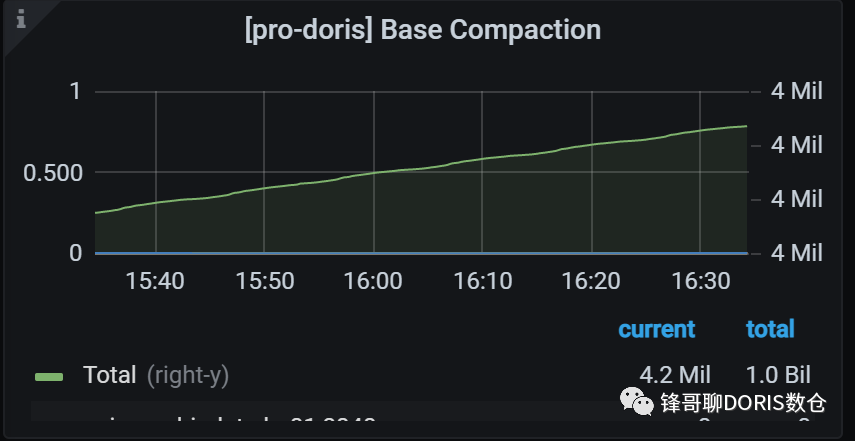 i
[pro-doris] Base Compaction
1
4 Mil
4 Mil
0.500
4 Mil
0
4 Mil
15:40
15:50
16:00
16:10
16:20
16:30
current
total
Total (right-y)
4.2 Mil
1.0 Bil
锋哥聊DORIS数仓